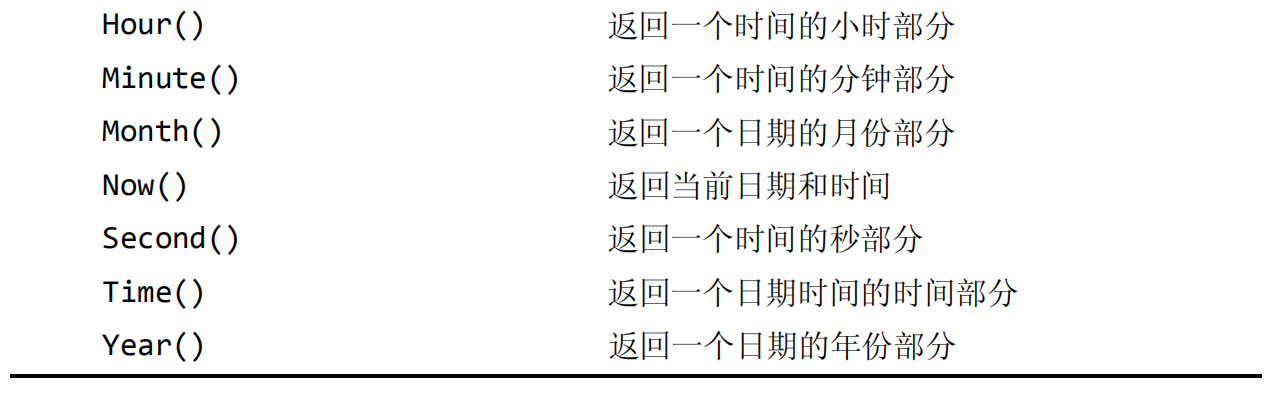 Hour() 返回一个时间的小时部分
Minute() 返回一个时间的分钟部分
Month() 返回一个日期的月份部分
Now() 返回当前日期和时间
Second() 返回一个时间的秒部分
Time() 返回一个日期时间的时间部分
Year() 返回一个日期的年份部分